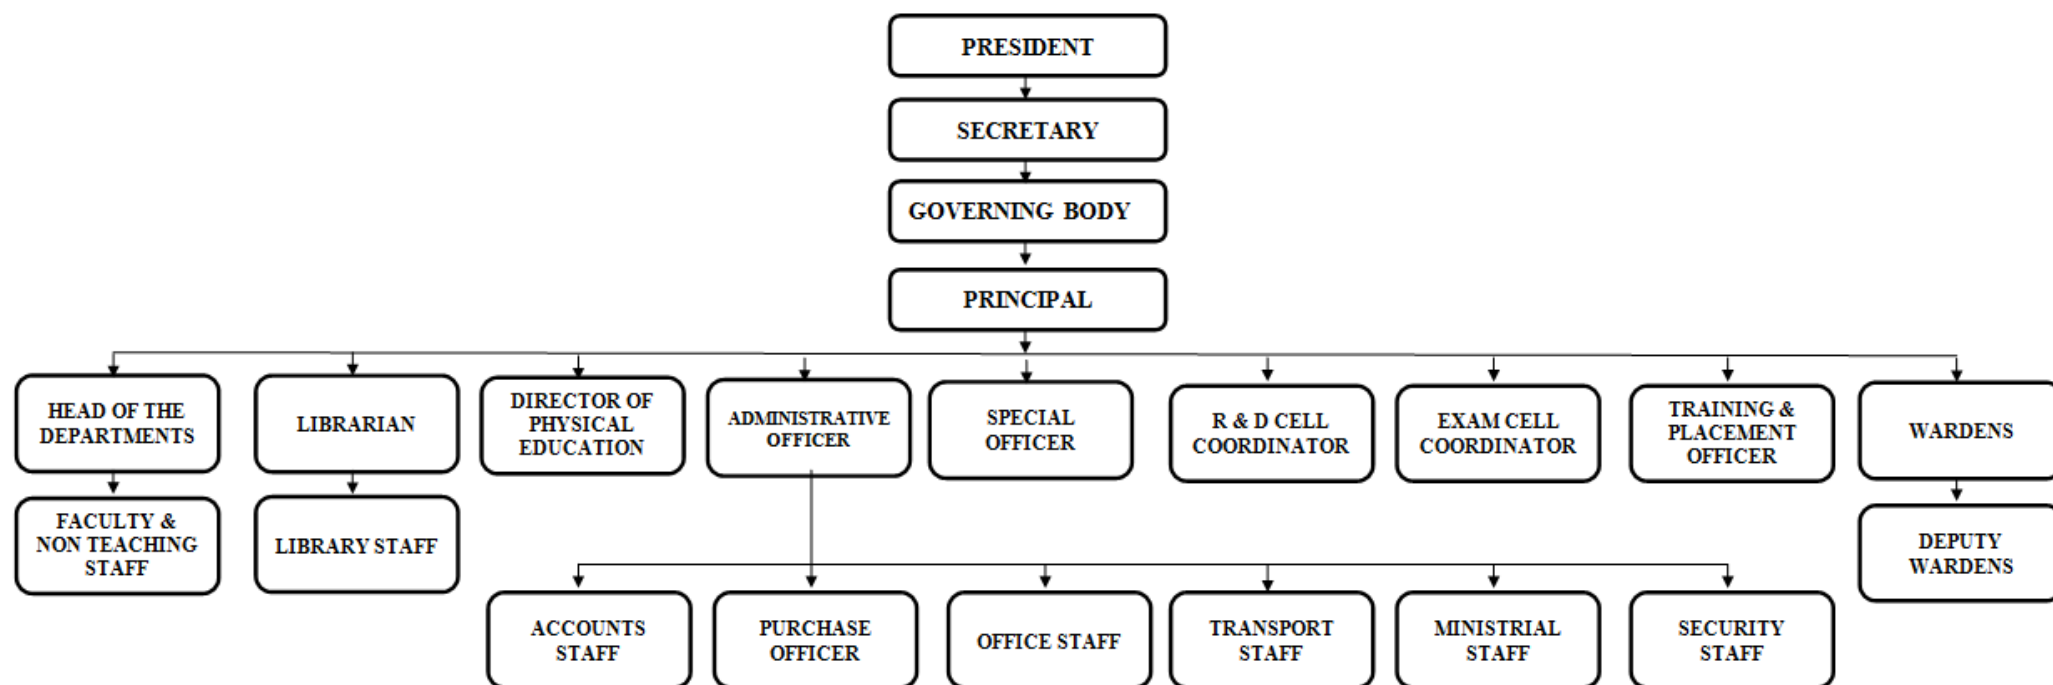 PRESIDENT
SECRETARY
GOVERNING BODY
PRINCIPAL
HEAD OF THE
DEPARTMENTS
LIBRARIAN
DIRECTOR OF
PHYSICAL
EDUCATION
ADMINISTRATIVE
OFFICER
SPECIAL
OFFICER
R & D CELL
COORDINATOR
EXAM CELL
COORDINATOR
TRAINING &
PLACEMENT
OFFICER
WARDENS
FACULTY &
NON TEACHING
STAFF
LIBRARY STAFF
DEPUTY
WARDENS
ACCOUNTS
STAFF
PURCHASE
OFFICER
OFFICE STAFF
TRANSPORT
STAFF
MINISTRIAL
STAFF
SECURITY
STAFF